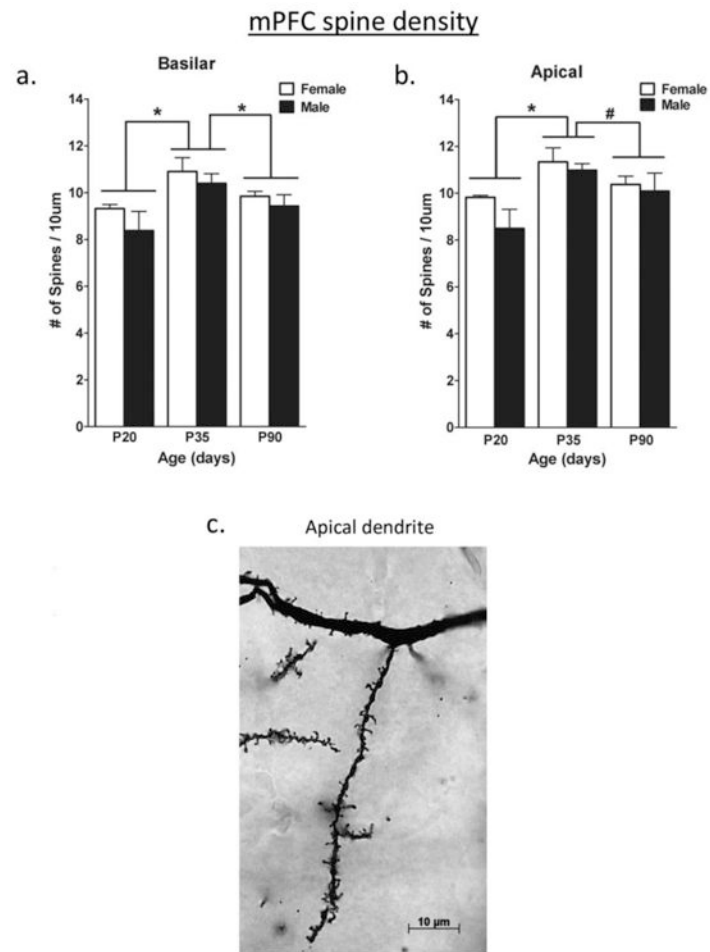 mPFC spine density
a.
Basilar
Female
Male
14
12
10
8
6
4
2
0
# of Spines / 10um
*
*
P20
P35
P90
Age (days)
b.
Apical
Female
Male
14
12
10
8
6
4
2
0
# of Spines / 10um
*
#
P20
P35
P90
Age (days)
c.
Apical dendrite
10 µm